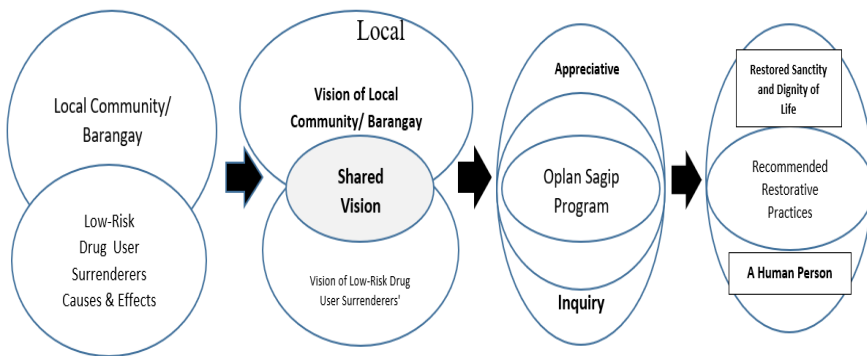 Local Community/
Barangay
Low-Risk
Drug User
Surrenderers
Causes & Effects
Local
Vision of Local
Community/ Barangay
Shared
Vision
Vision of Low-Risk Drug
User Surrenderers'
Appreciative
Oplan Sagip
Program
Inquiry
Restored Sanctity
and Dignity of
Life
Recommended
Restorative
Practices
A Human Person